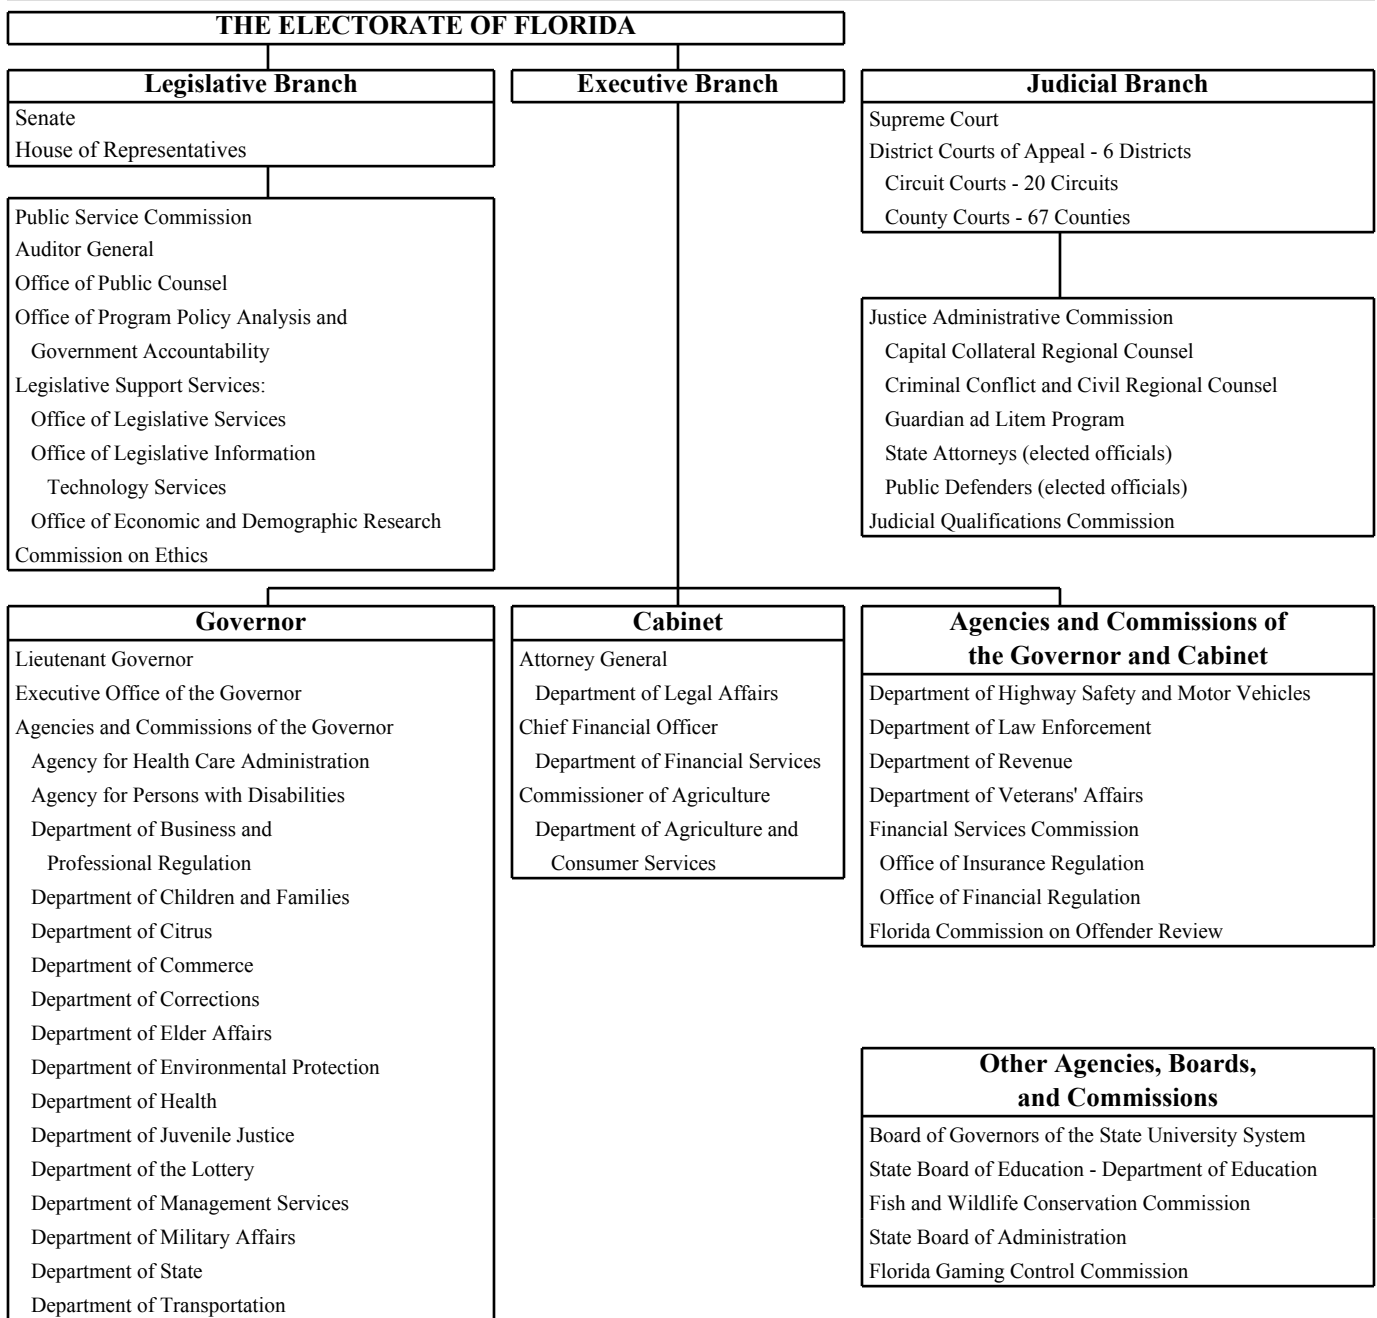 THE ELECTORATE OF FLORIDA
Legislative Branch
Senate
House of Representatives
Public Service Commission
Auditor General
Office of Public Counsel
Office of Program Policy Analysis and
Government Accountability
Legislative Support Services:
Office of Legislative Services
Office of Legislative Information
Technology Services
Office of Economic and Demographic Research
Commission on Ethics
Executive Branch
Judicial Branch
Supreme Court
District Courts of Appeal - 6 Districts
Circuit Courts - 20 Circuits
County Courts - 67 Counties
Justice Administrative Commission
Capital Collateral Regional Counsel
Criminal Conflict and Civil Regional Counsel
Guardian ad Litem Program
State Attorneys (elected officials)
Public Defenders (elected officials)
Judicial Qualifications Commission
Governor
Lieutenant Governor
Executive Office of the Governor
Agencies and Commissions of the Governor
Agency for Health Care Administration
Agency for Persons with Disabilities
Department of Business and
Professional Regulation
Department of Children and Families
Department of Citrus
Department of Commerce
Department of Corrections
Department of Elder Affairs
Department of Environmental Protection
Department of Health
Department of Juvenile Justice
Department of the Lottery
Department of Management Services
Department of Military Affairs
Department of State
Department of Transportation
Cabinet
Attorney General
Department of Legal Affairs
Chief Financial Officer
Department of Financial Services
Commissioner of Agriculture
Department of Agriculture and
Consumer Services
Agencies and Commissions of
the Governor and Cabinet
Department of Highway Safety and Motor Vehicles
Department of Law Enforcement
Department of Revenue
Department of Veterans' Affairs
Financial Services Commission
Office of Insurance Regulation
Office of Financial Regulation
Florida Commission on Offender Review
Other Agencies, Boards,
and Commissions
Board of Governors of the State University System
State Board of Education - Department of Education
Fish and Wildlife Conservation Commission
State Board of Administration
Florida Gaming Control Commission